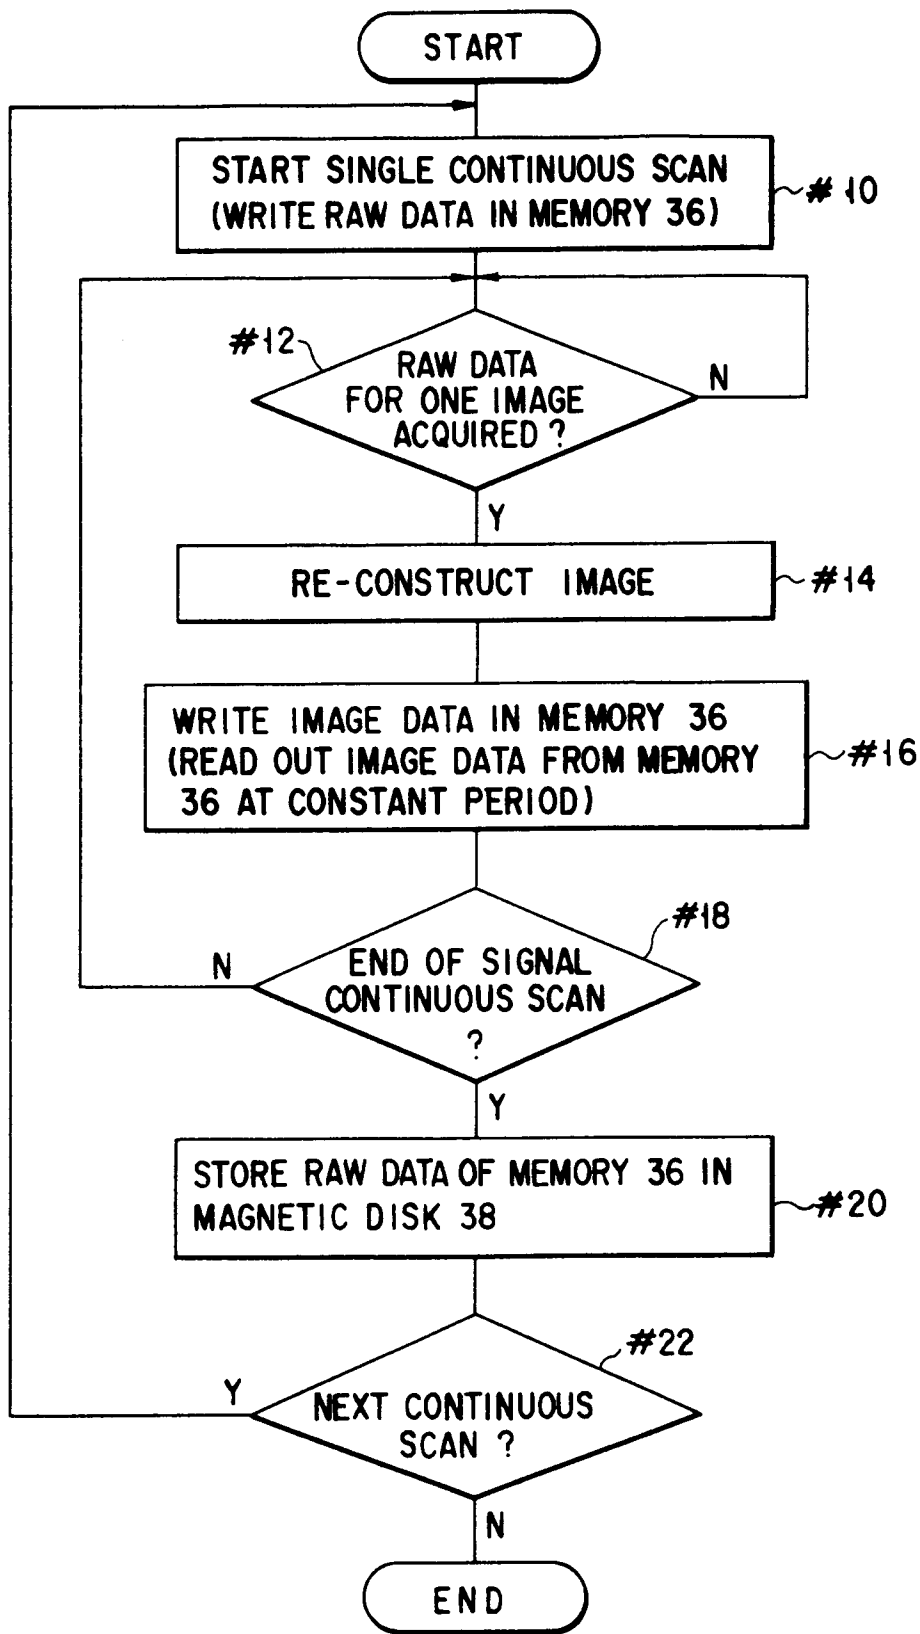 START
START SINGLE CONTINUOUS SCAN
(WRITE RAW DATA IN MEMORY 36)
#10
#12
RAW DATA
FOR ONE IMAGE
ACQUIRED ?
N
Y
RE-CONSTRUCT IMAGE
#14
WRITE IMAGE DATA IN MEMORY 36
(READ OUT IMAGE DATA FROM MEMORY
36 AT CONSTANT PERIOD)
#16
#18
N
END OF SIGNAL
CONTINUOUS SCAN
?
Y
STORE RAW DATA OF MEMORY 36 IN
MAGNETIC DISK 38
#20
#22
Y
NEXT CONTINUOUS
SCAN ?
N
END